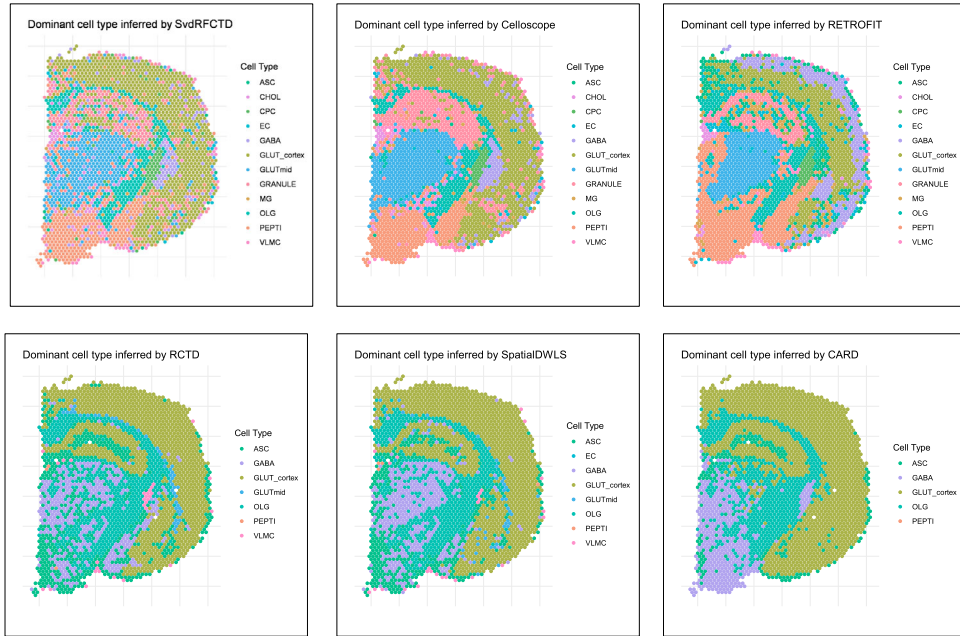 Dominant cell type inferred by SvdRFCTD
Cell Type
ASC
CHOL
CPC
EC
GABA
GLUT_cortex
GLUTmid
GRANULE
MG
OLG
PEPTI
VLMC
Dominant cell type inferred by Celloscope
Cell Type
ASC
CHOL
CPC
EC
GABA
GLUT_cortex
GLUTmid
GRANULE
MG
OLG
PEPTI
VLMC
Dominant cell type inferred by RETROFIT
Cell Type
ASC
CHOL
CPC
EC
GABA
GLUT_cortex
GLUTmid
GRANULE
MG
OLG
PEPTI
VLMC
Dominant cell type inferred by RCTD
Cell Type
ASC
GABA
GLUT_cortex
GLUTmid
OLG
PEPTI
VLMC
Dominant cell type inferred by SpatialDWLS
Cell Type
ASC
EC
GABA
GLUT_cortex
GLUTmid
OLG
PEPTI
VLMC
Dominant cell type inferred by CARD
Cell Type
ASC
GABA
GLUT_cortex
OLG
PEPTI